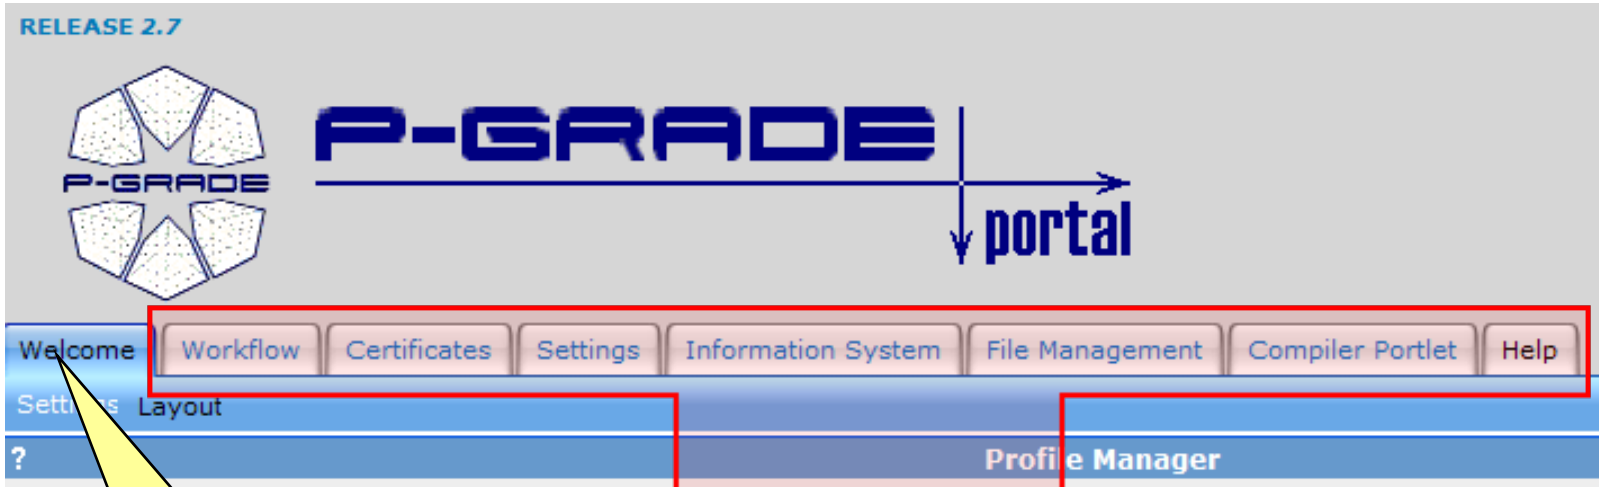 RELEASE 2.7
P-GRADE
P-GRADE
portal
Welcome Workflow Certificates Settings Information System File Management Compiler Portlet Help
Settings Layout
? Profile Manager